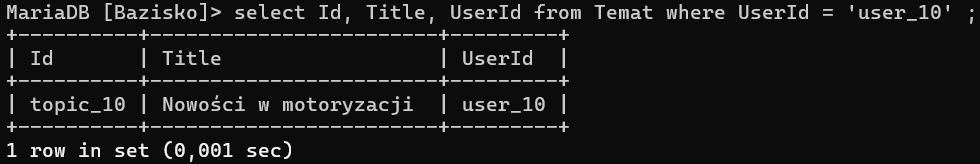 MariaDB [Bazisko]> select Id, Title, UserId from Temat where UserId = 'user_10' ;
+----------+-----------------------+---------+
| Id       | Title                 | UserId  |
+----------+-----------------------+---------+
| topic_10 | Nowości w motoryzacji | user_10 |
+----------+-----------------------+---------+
1 row in set (0,001 sec)